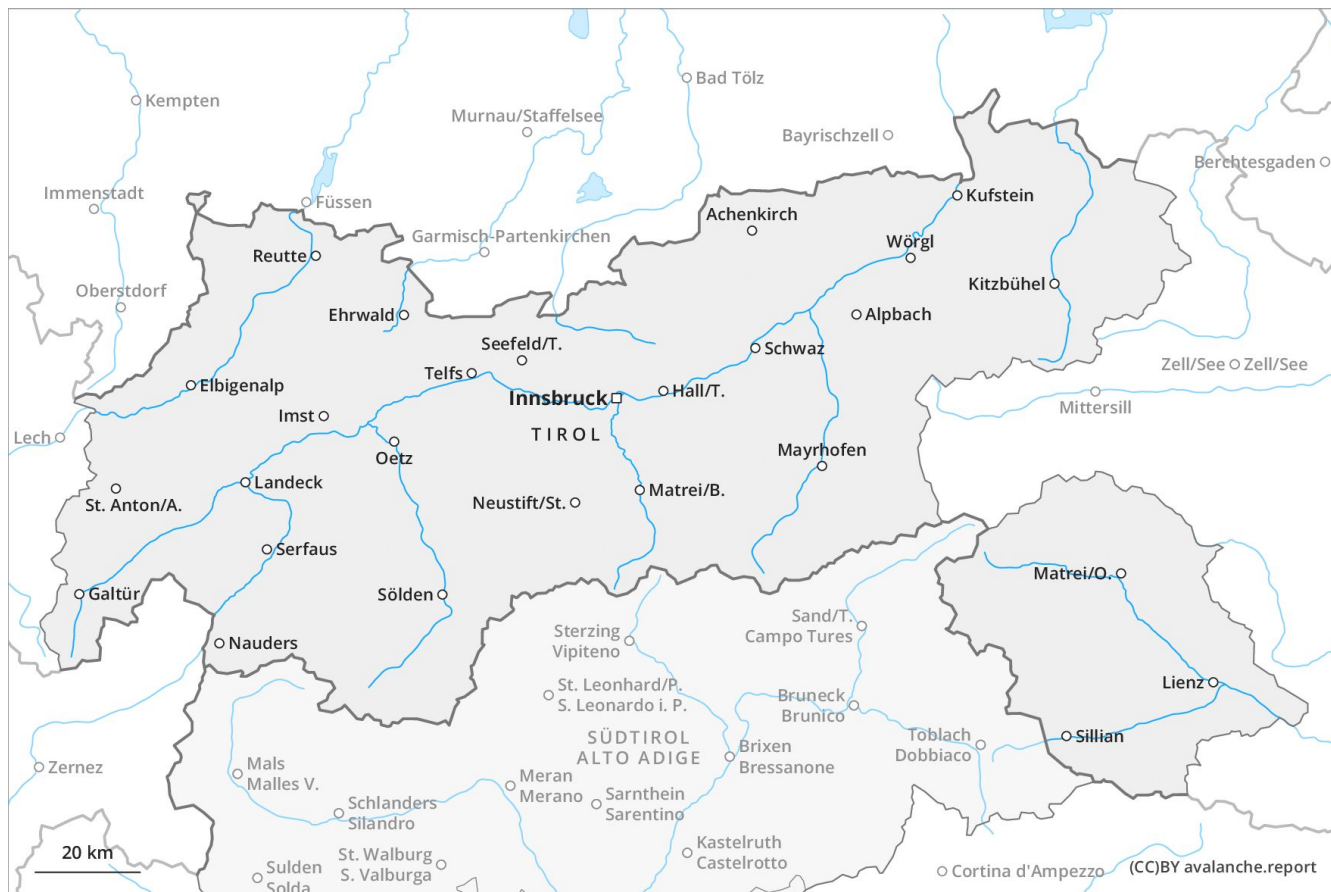 Kempten
Bad Tölz
Murnau/Staffelsee
Bayrischzell
Berchtesgaden
Immenstadt
Füssen
Kufstein
Achenkirch
Garmisch-Partenkirchen
Wörgl
Reutte
Oberstdorf
Kitzbühel
Ehrwald
Alpbach
Seefeld/T.
Schwaz
Telfs
Zell/See
Zell/See
Elbigenalp
Innsbruck
Hall/T.
Mittersill
Imst
TIROL
Lech
Oetz
Mayrhofen
Landeck
St. Anton/A.
Neustift/St.
Matrei/B.
Serfaus
Matrei/O.
Galtür
Sölden
Sand/T.
Campo Tures
Sterzing
Vipiteno
Nauders
Lienz
St. Leonhard/P.
S. Leonardo i. P.
Bruneck
Brunico
SÜDTIROL
ALTO ADIGE
Toblach
Dobbiaco
Sillian
Brixen
Bressanone
Zernez
Mals
Malles V.
Meran
Merano
Sarnthein
Sarentino
Schlanders
Silandro
Kastelruth
Castelrotto
20 km
St. Walburg
S. Valburga
Sulden
Solda
Cortina d'Ampezzo
(CC)BY avalanche.report